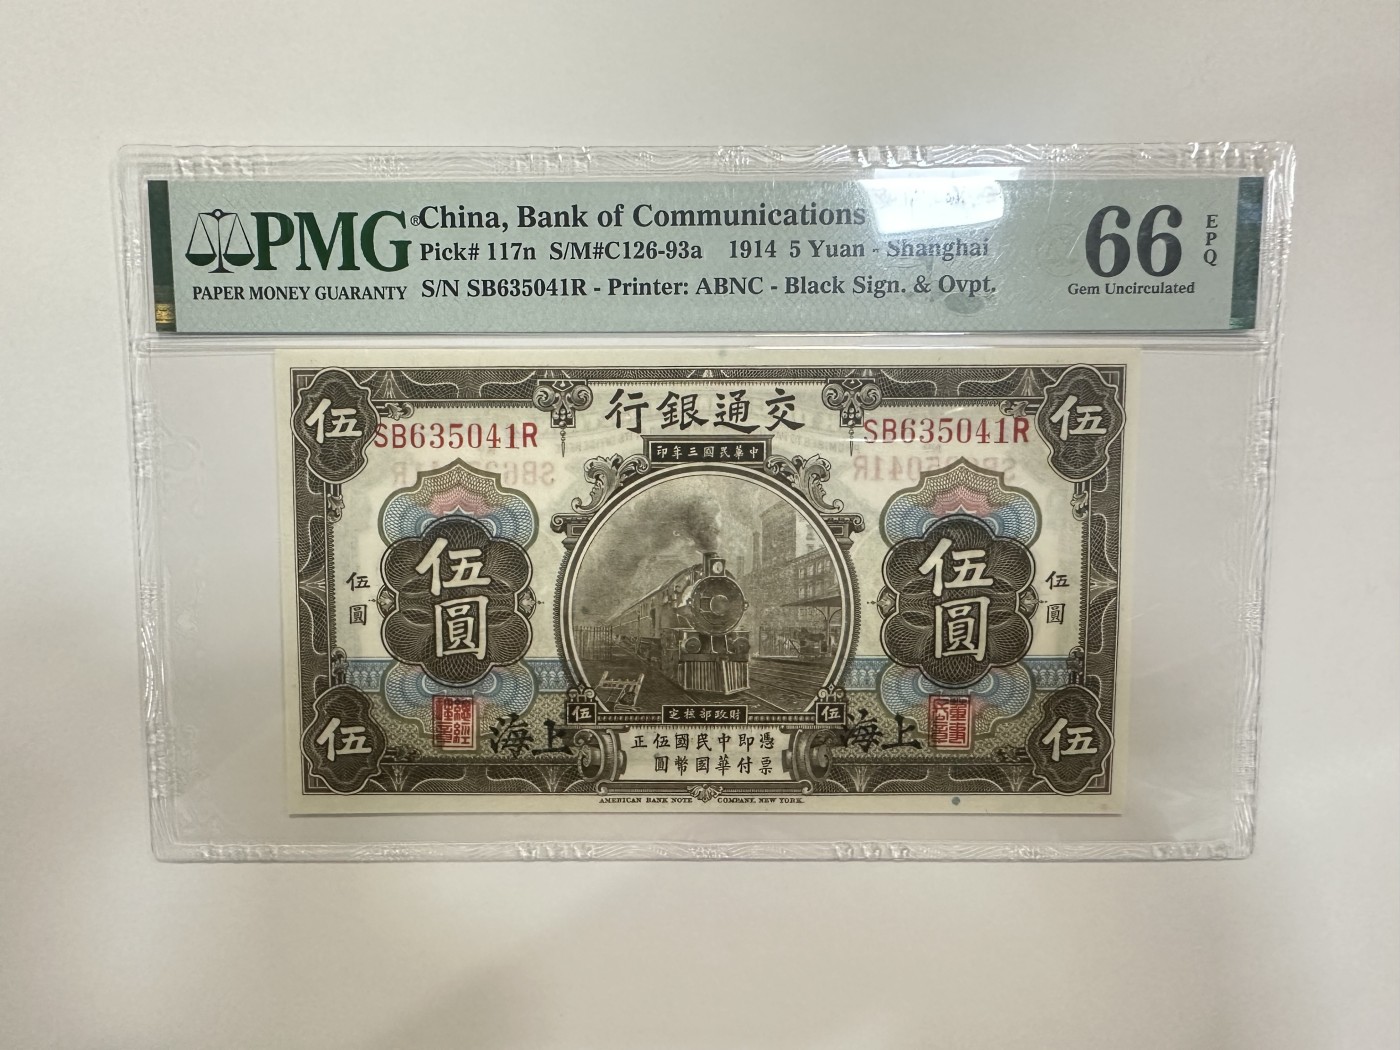 PMG®
PAPER MONEY GUARANTY
China, Bank of Communications
Pick# 117n S/M#C126-93a 1914 5 Yuan - Shanghai
S/N SB635041R - Printer: ABNC - Black Sign. & Ovpt.
66 EPQ
Gem Uncirculated
行銀通交
伍 伍
SB635041R SB635041R
印年三國民華中
伍圓 伍圓
伍圓 伍圓
伍 定核部政財 伍
海上 海上
正伍國民中即憑
圓幣國華付票
伍 伍
AMERICAN BANK NOTE COMPANY, NEW YORK.